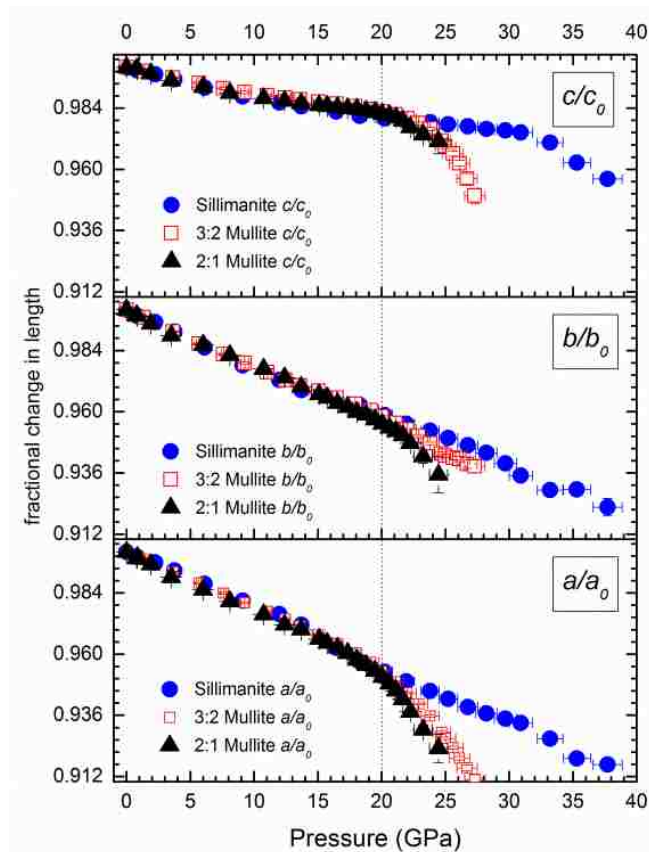 0 5 10 15 20 25 30 35 40
fractional change in length
0.984
0.960
0.936
0.912
c/c₀
Sillimanite c/c₀
3:2 Mullite c/c₀
2:1 Mullite c/c₀
0.984
0.960
0.936
0.912
b/b₀
Sillimanite b/b₀
3:2 Mullite b/b₀
2:1 Mullite b/b₀
0.984
0.960
0.936
0.912
a/a₀
Sillimanite a/a₀
3:2 Mullite a/a₀
2:1 Mullite a/a₀
0 5 10 15 20 25 30 35 40
Pressure (GPa)